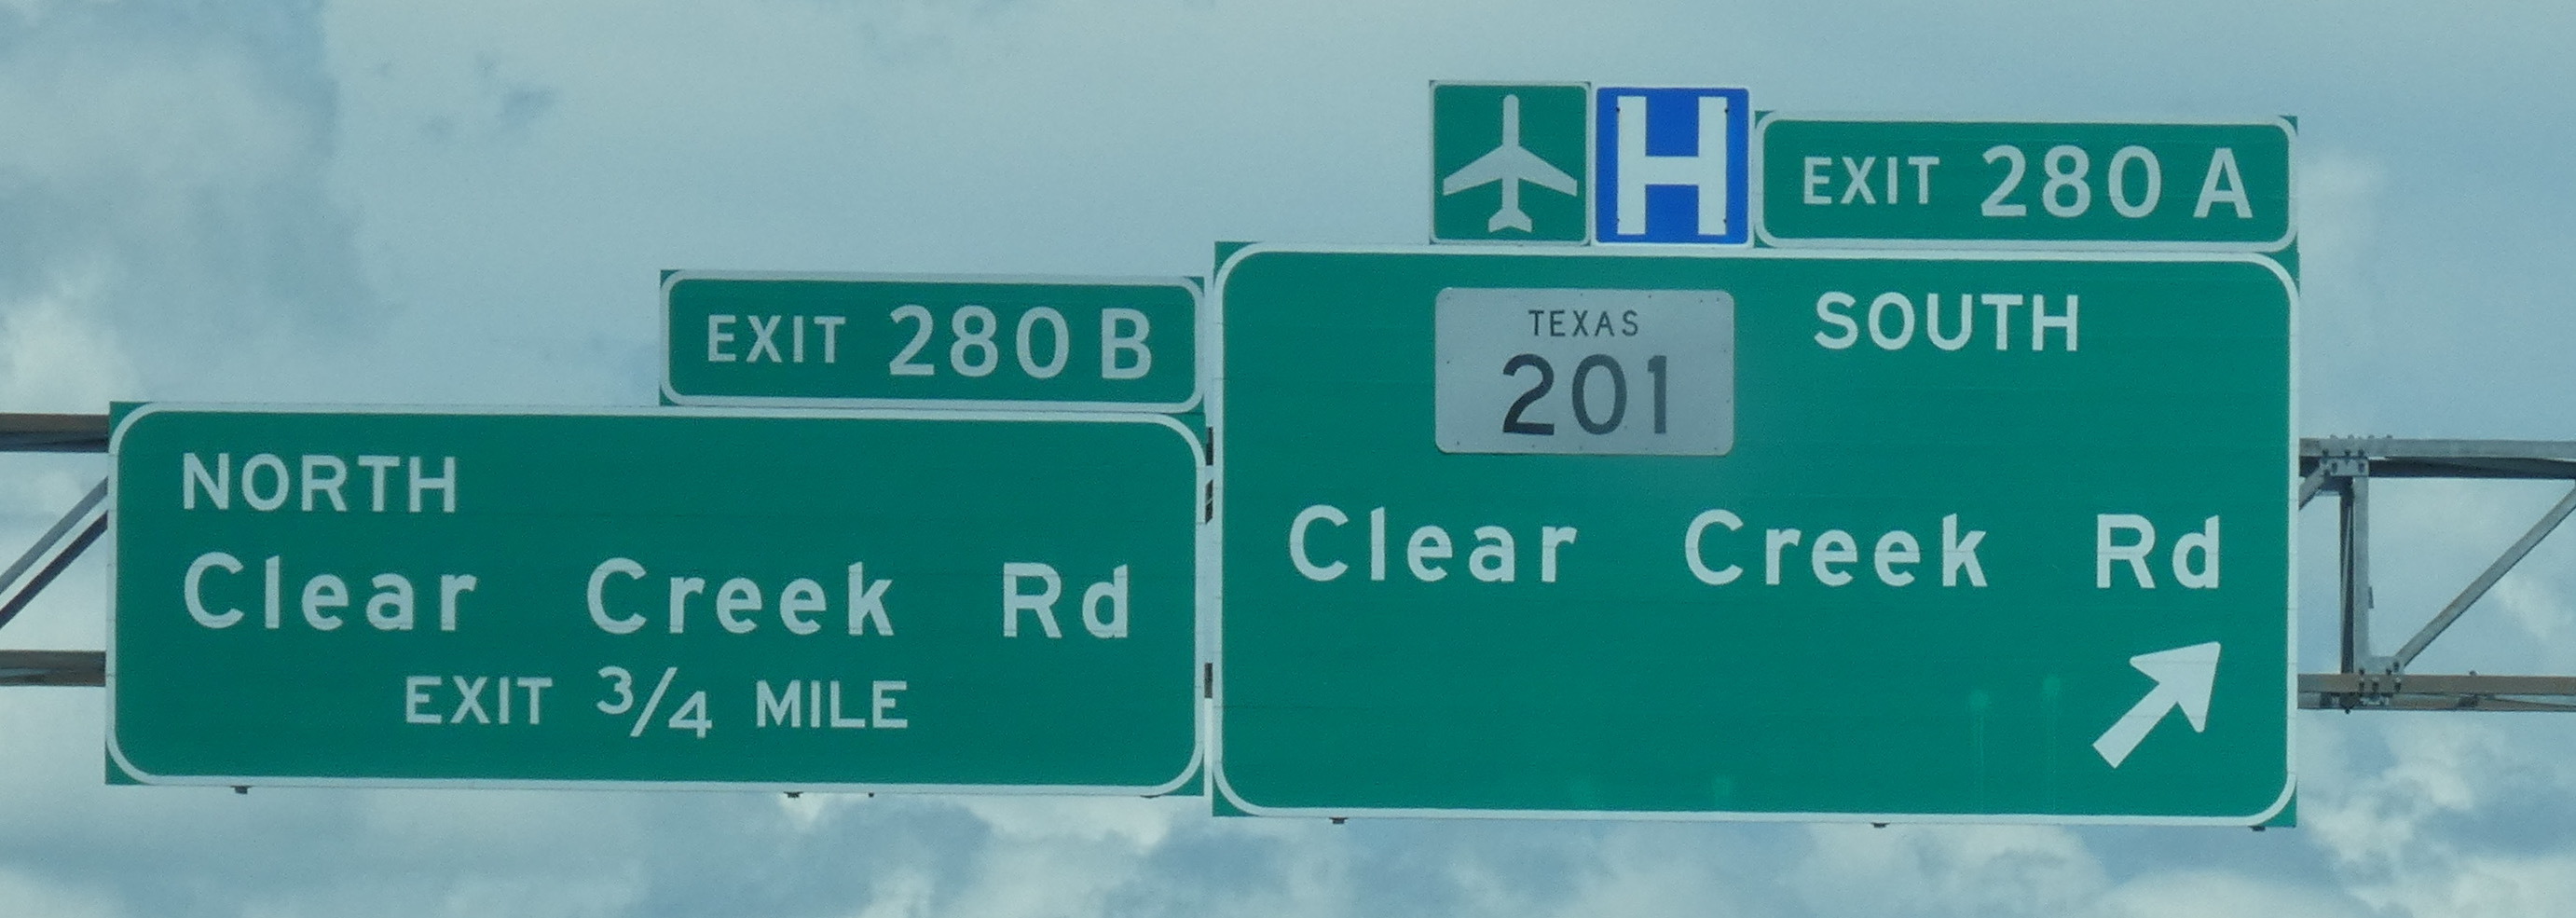 EXIT 280 B
NORTH
Clear Creek Rd
EXIT 3/4 MILE
H
EXIT 280 A
TEXAS
201
SOUTH
Clear Creek Rd